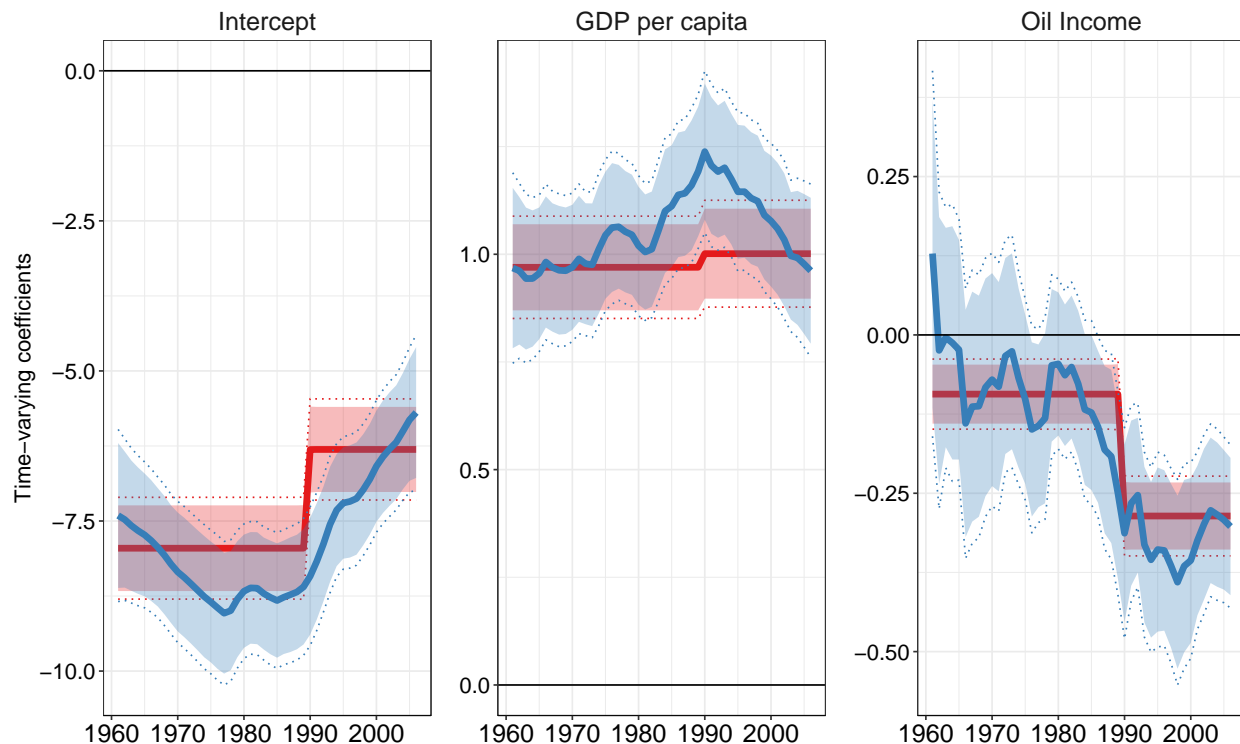 Intercept
GDP per capita
Oil Income
Time−varying coefficients
0.0
−2.5
−5.0
−7.5
−10.0
1960 1970 1980 1990 2000
1.0
0.5
0.0
1960 1970 1980 1990 2000
0.25
0.00
−0.25
−0.50
1960 1970 1980 1990 2000